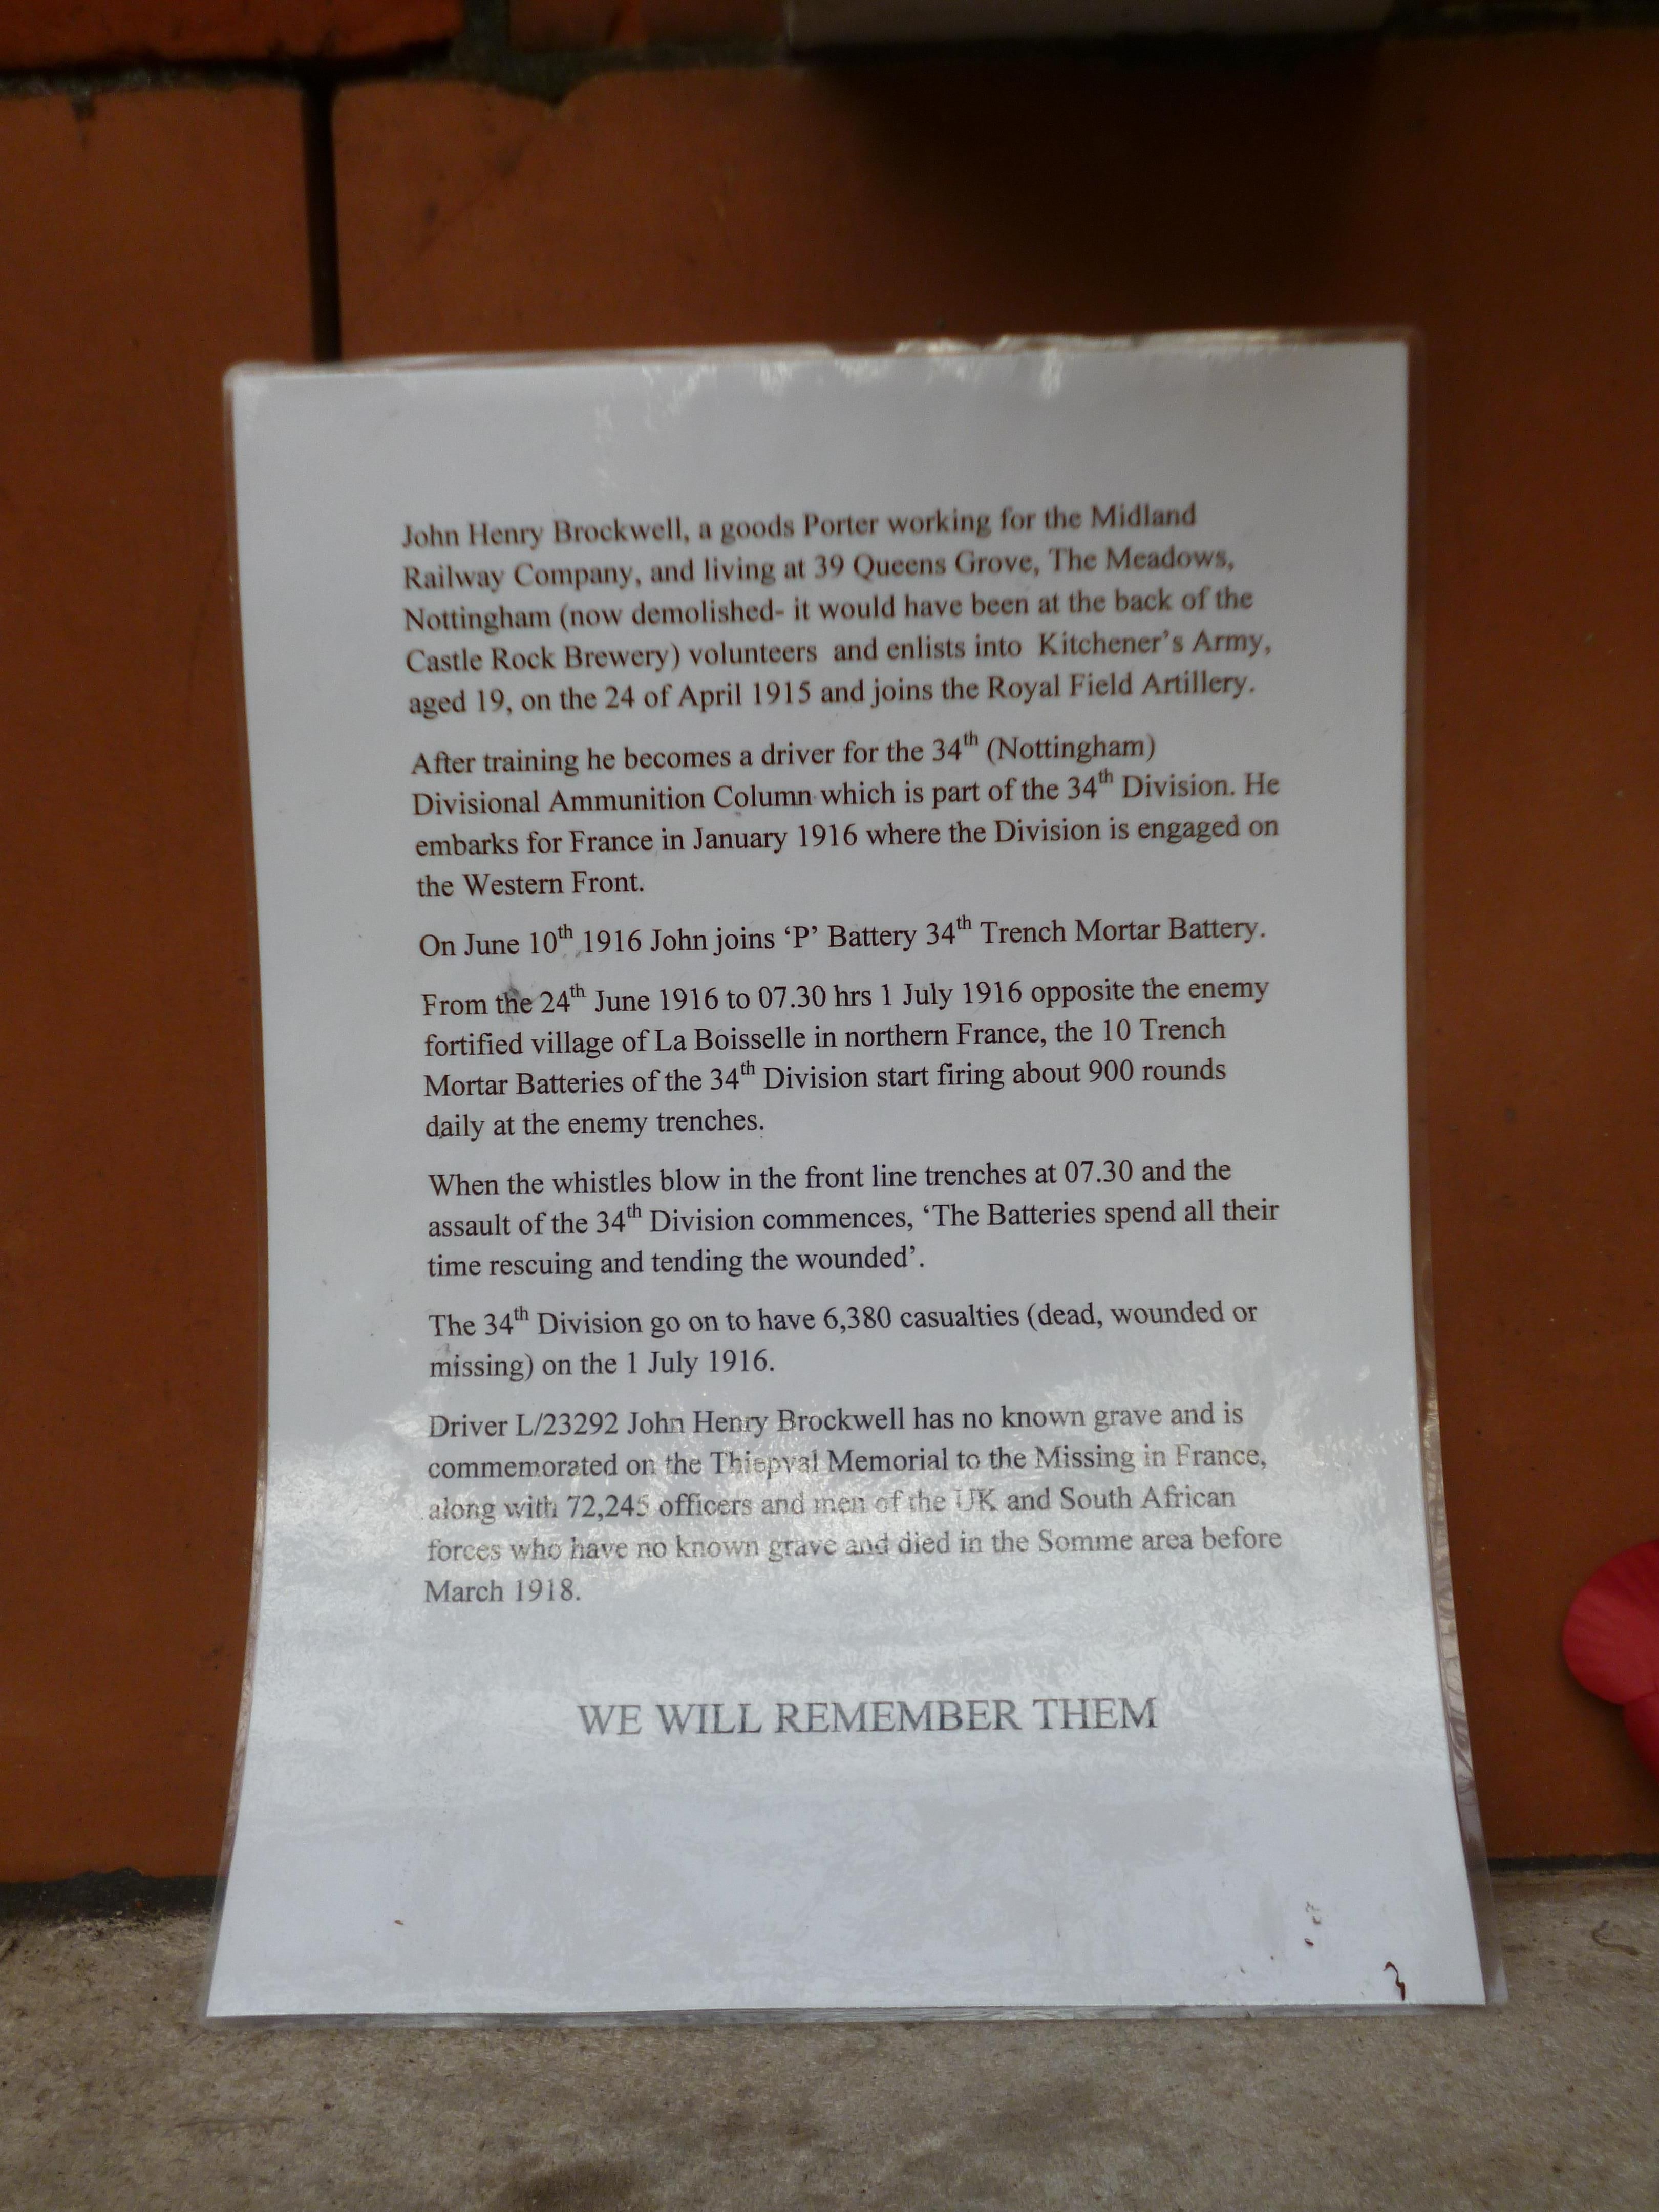 John Henry Brockwell, a goods Porter working for the Midland
Railway Company, and living at 39 Queens Grove, The Meadows,
Nottingham (now demolished- it would have been at the back of the
Castle Rock Brewery) volunteers  and enlists into  Kitchener's Army,
aged 19, on the 24 of April 1915 and joins the Royal Field Artillery.
After training he becomes a driver for the 34th (Nottingham)
Divisional Ammunition Column which is part of the 34th Division. He
embarks for France in January 1916 where the Division is engaged on
the Western Front.
On June 10th 1916 John joins ‘P’ Battery 34th Trench Mortar Battery.
From the 24th June 1916 to 07.30 hrs 1 July 1916 opposite the enemy
fortified village of La Boisselle in northern France, the 10 Trench
Mortar Batteries of the 34th Division start firing about 900 rounds
daily at the enemy trenches.
When the whistles blow in the front line trenches at 07.30 and the
assault of the 34th Division commences, ‘The Batteries spend all their
time rescuing and tending the wounded’.
The 34th Division go on to have 6,380 casualties (dead, wounded or
missing) on the 1 July 1916.
Driver L/23292 John Henry Brockwell has no known grave and is
commemorated on the Thiepval Memorial to the Missing in France,
along with 72,245 officers and men of the UK and South African
forces who have no known grave and died in the Somme area before
March 1918.
WE WILL REMEMBER THEM